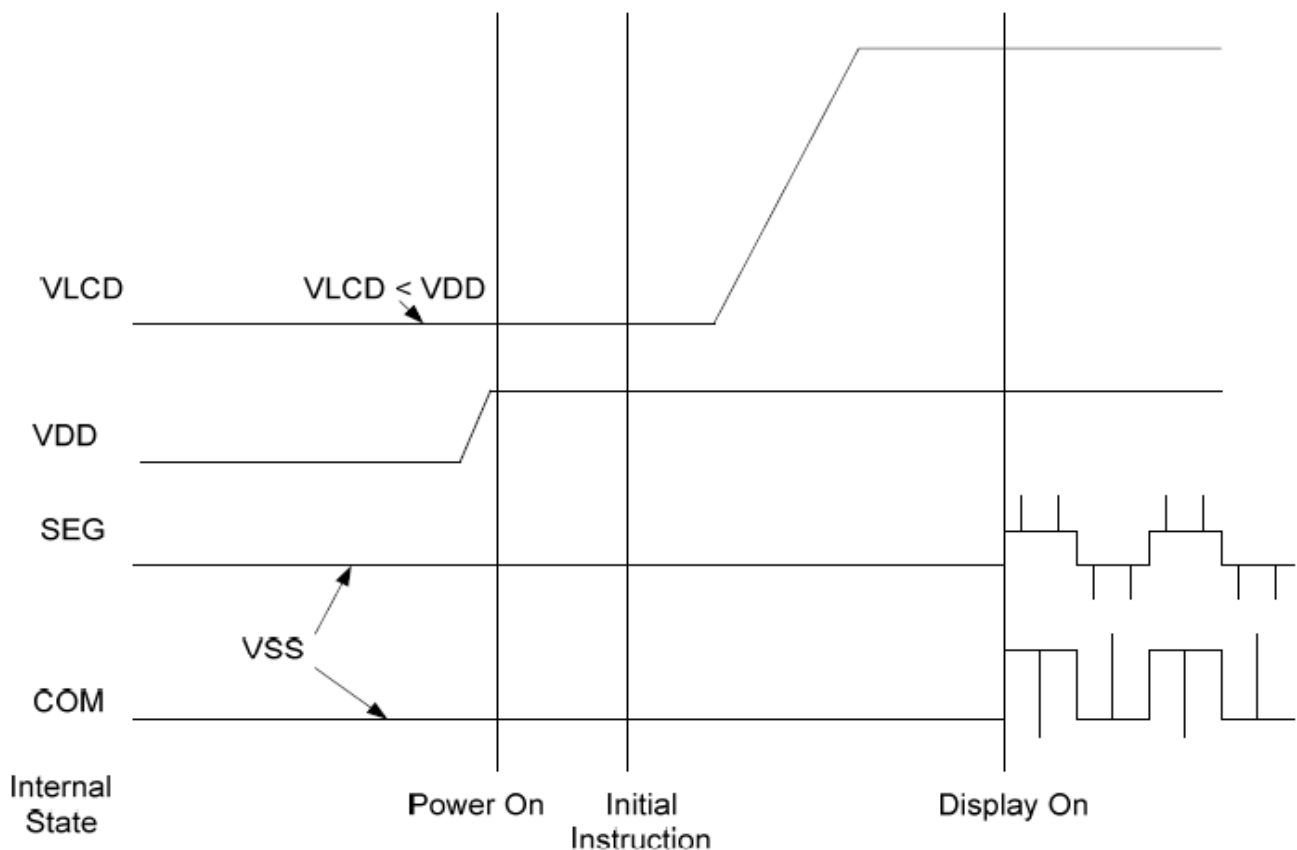 VLCD
VLCD < VDD
VDD
SEG
VSS
COM
Internal
State
Power On
Initial
Instruction
Display On